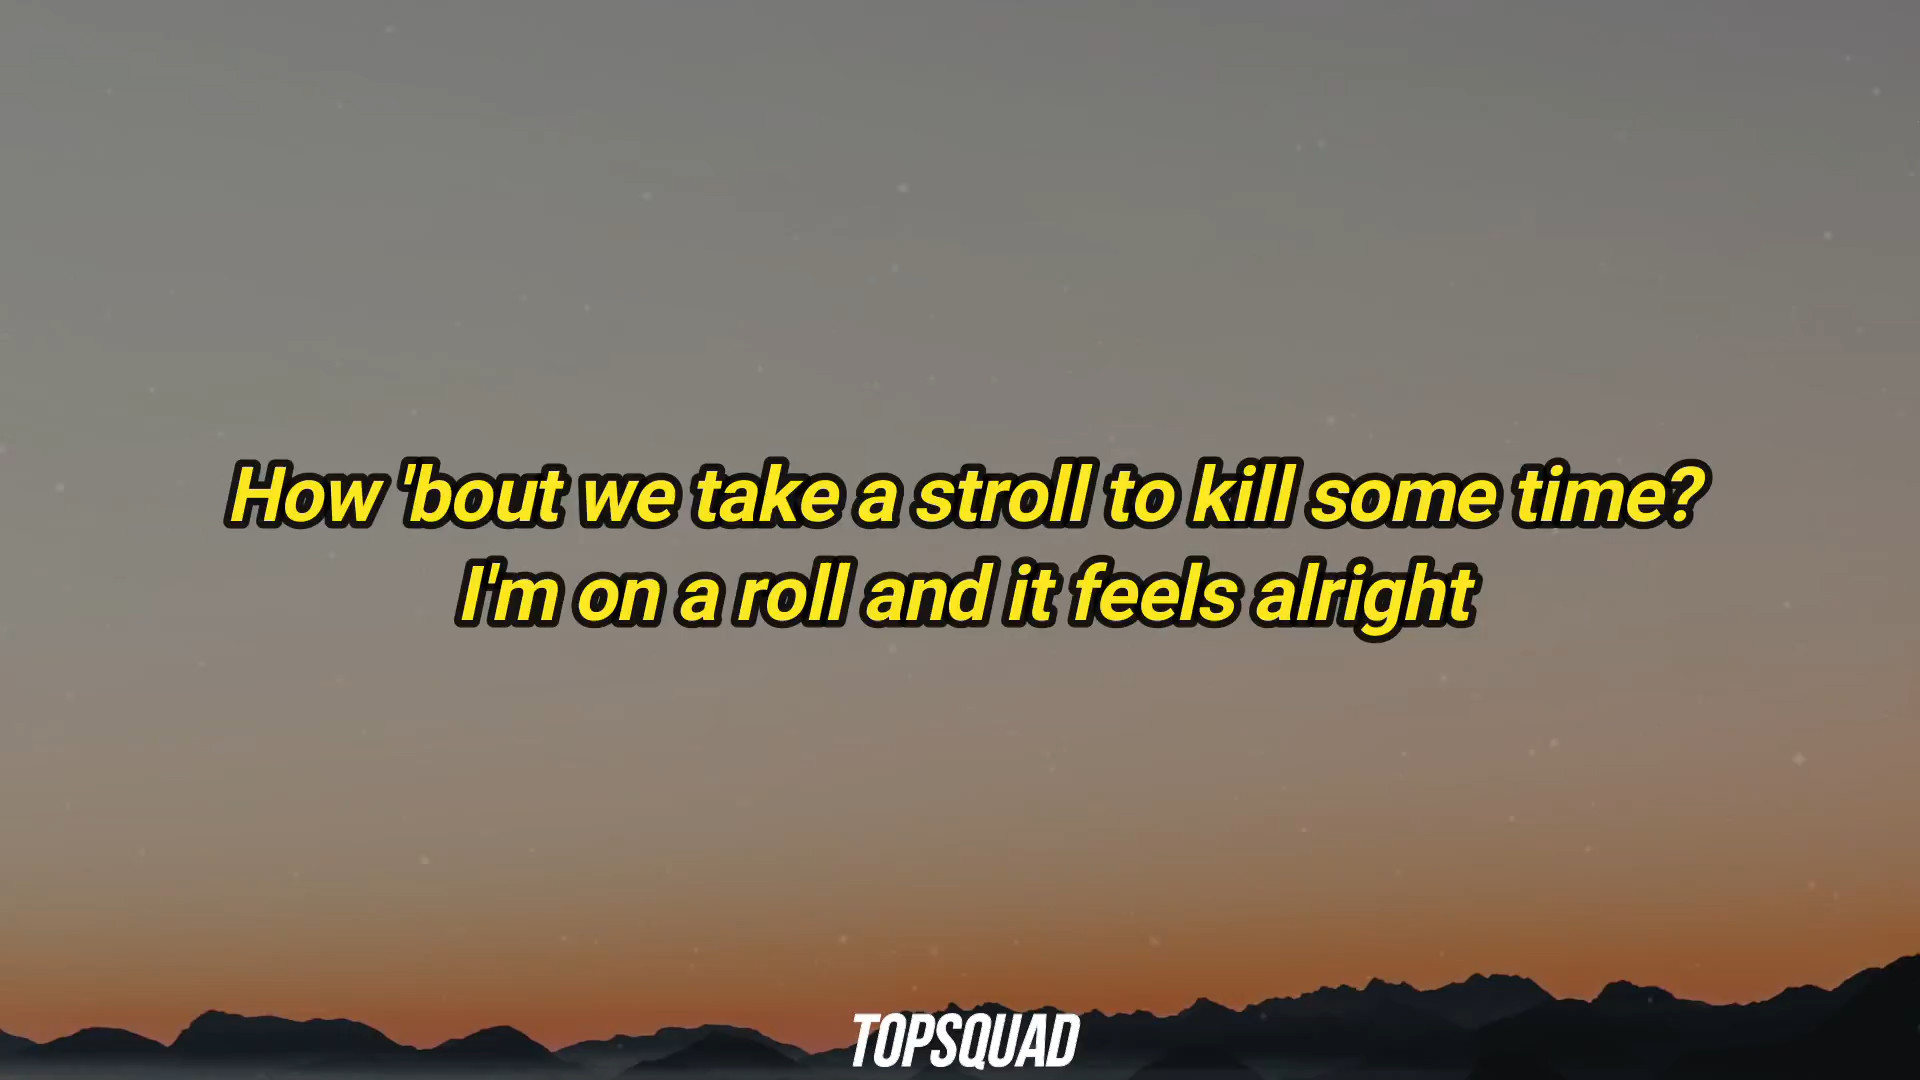 How 'bout we take a stroll to kill some time?
I'm on a roll and it feels alright
TOPSQUAD